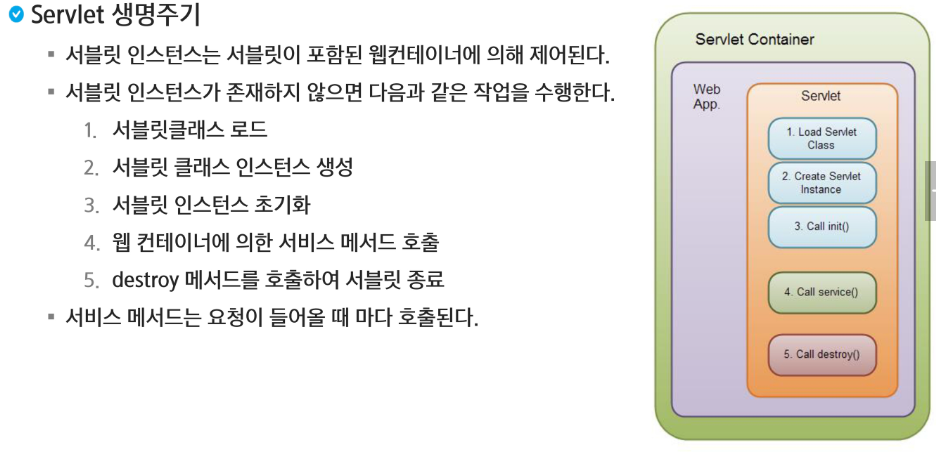 Servlet 생명주기
서블릿 인스턴스는 서블릿이 포함된 웹컨테이너에 의해 제어된다.
서블릿 인스턴스가 존재하지 않으면 다음과 같은 작업을 수행한다.
1. 서블릿클래스 로드
2. 서블릿 클래스 인스턴스 생성
3. 서블릿 인스턴스 초기화
4. 웹 컨테이너에 의한 서비스 메서드 호출
5. destroy 메서드를 호출하여 서블릿 종료
서비스 메서드는 요청이 들어올 때 마다 호출된다.
Servlet Container
Web
App.
Servlet
1. Load Servlet
Class
2. Create Servlet
Instance
3. Call init()
4. Call service()
5. Call destroy()